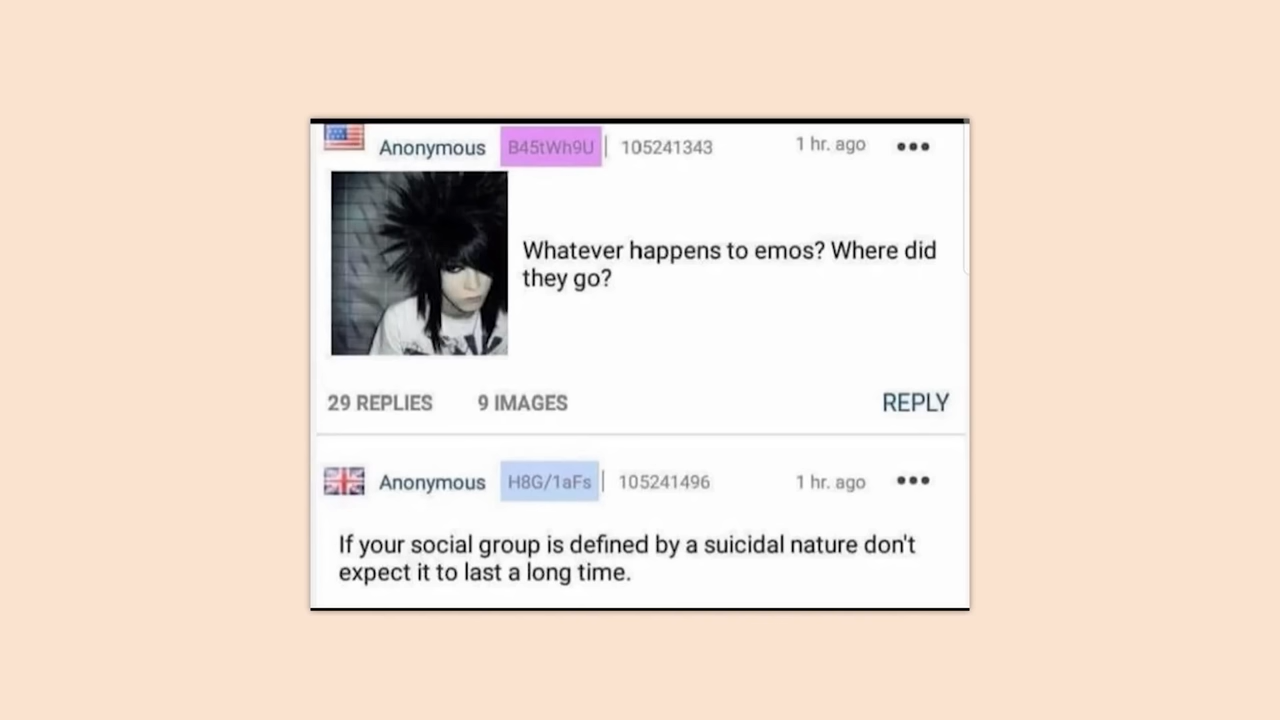 Anonymous B45tWh9U 105241343 1 hr. ago
Whatever happens to emos? Where did
they go?
29 REPLIES 9 IMAGES REPLY
Anonymous H8G/1aFs 105241496 1 hr. ago
If your social group is defined by a suicidal nature don't
expect it to last a long time.